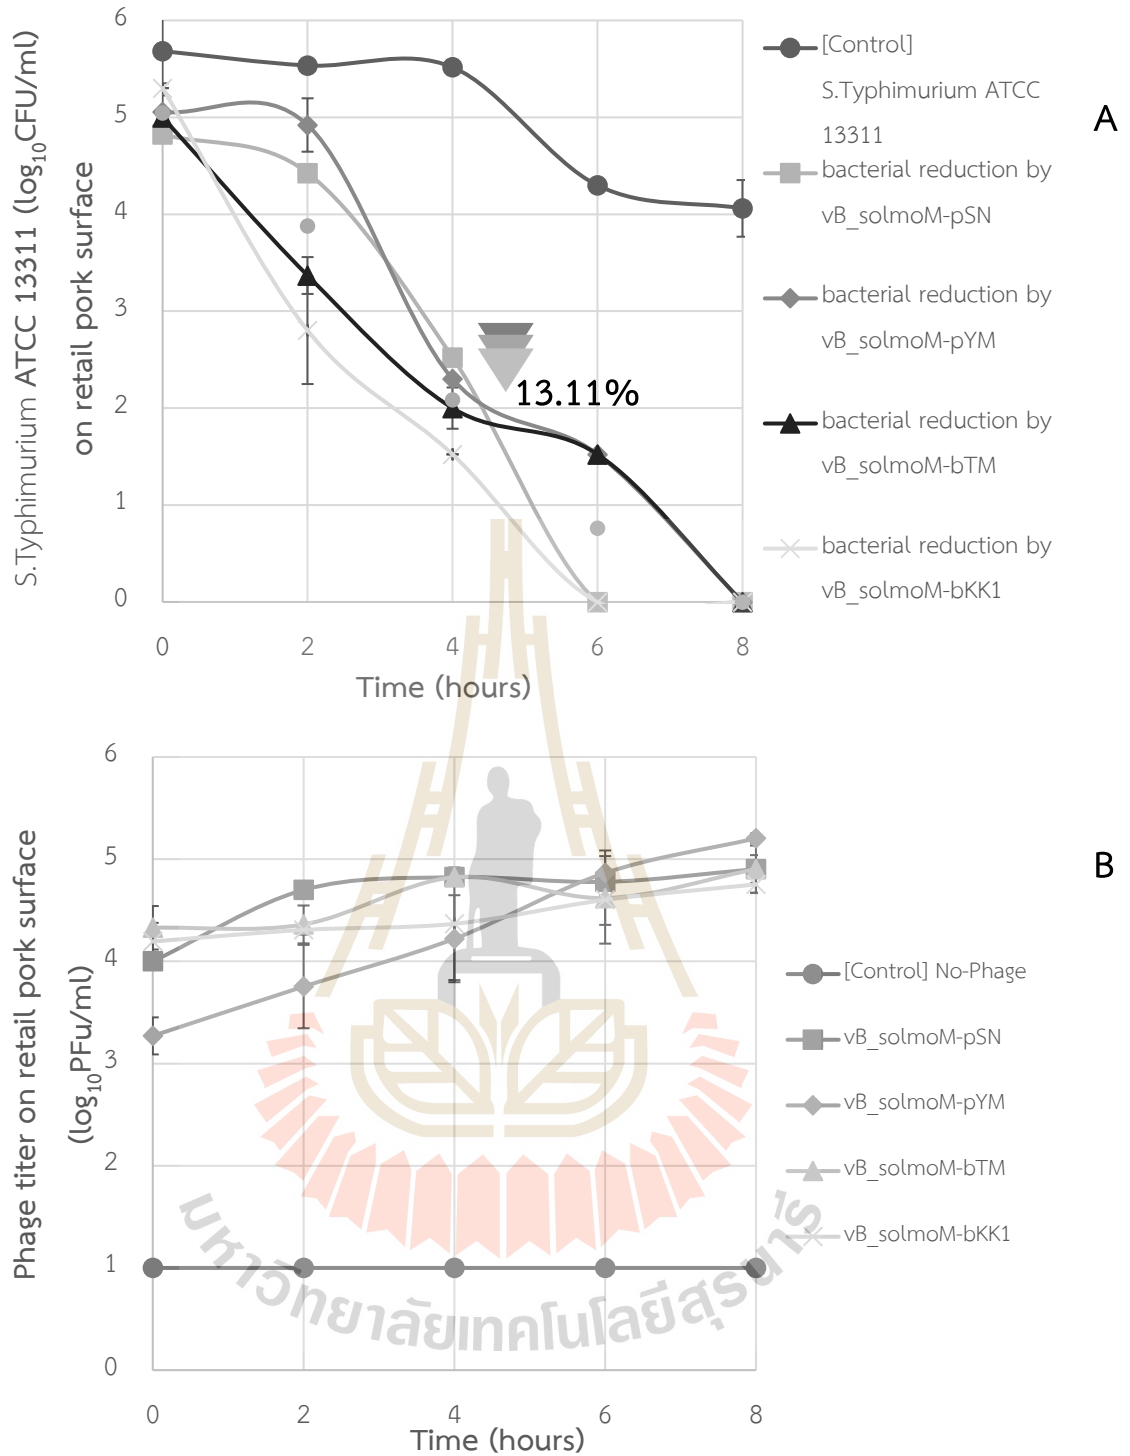 S.Typhimurium ATCC 13311 (log10CFU/ml)
on retail pork surface
6
5
4
3
2
1
0
0 2 4 6 8
Time (hours)
13.11%
[Control]
S.Typhimurium ATCC
13311
bacterial reduction by
vB_solmoM-pSN
bacterial reduction by
vB_solmoM-pYM
bacterial reduction by
vB_solmoM-bTM
bacterial reduction by
vB_solmoM-bKK1
A
Phage titer on retail pork surface
(log10PFu/ml)
6
5
4
3
2
1
0
0 2 4 6 8
Time (hours)
[Control] No-Phage
vB_solmoM-pSN
vB_solmoM-pYM
vB_solmoM-bTM
vB_solmoM-bKK1
B
มหาวิทยาลัยเทคโนโลยีสุรนารี